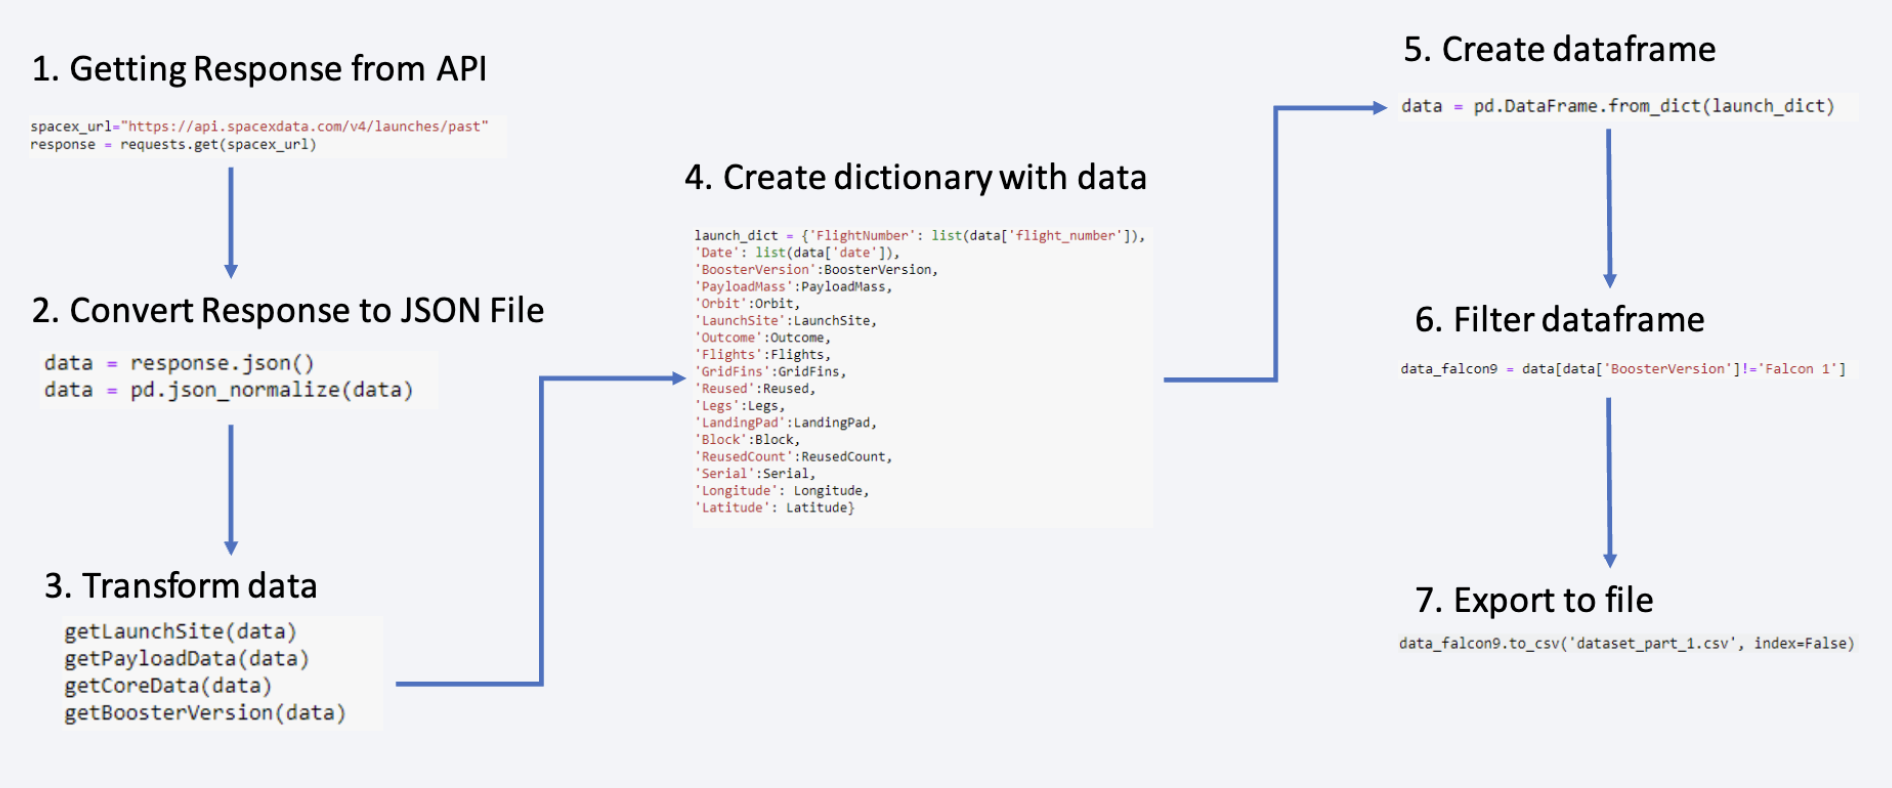 1. Getting Response from API
spacex_url="https://api.spacexdata.com/v4/launches/past"
response = requests.get(spacex_url)
2. Convert Response to JSON File
data = response.json()
data = pd.json_normalize(data)
3. Transform data
getLaunchSite(data)
getPayloadData(data)
getCoreData(data)
getBoosterVersion(data)
4. Create dictionary with data
launch_dict = {'FlightNumber': list(data['flight_number']),
'Date': list(data['date']),
'BoosterVersion':BoosterVersion,
'PayloadMass':PayloadMass,
'Orbit':Orbit,
'LaunchSite':LaunchSite,
'Outcome':Outcome,
'Flights':Flights,
'GridFins':GridFins,
'Reused':Reused,
'Legs':Legs,
'LandingPad':LandingPad,
'Block':Block,
'ReusedCount':ReusedCount,
'Serial':Serial,
'Longitude': Longitude,
'Latitude': Latitude}
5. Create dataframe
data = pd.DataFrame.from_dict(launch_dict)
6. Filter dataframe
data_falcon9 = data[data['BoosterVersion']!='Falcon 1']
7. Export to file
data_falcon9.to_csv('dataset_part_1.csv', index=False)